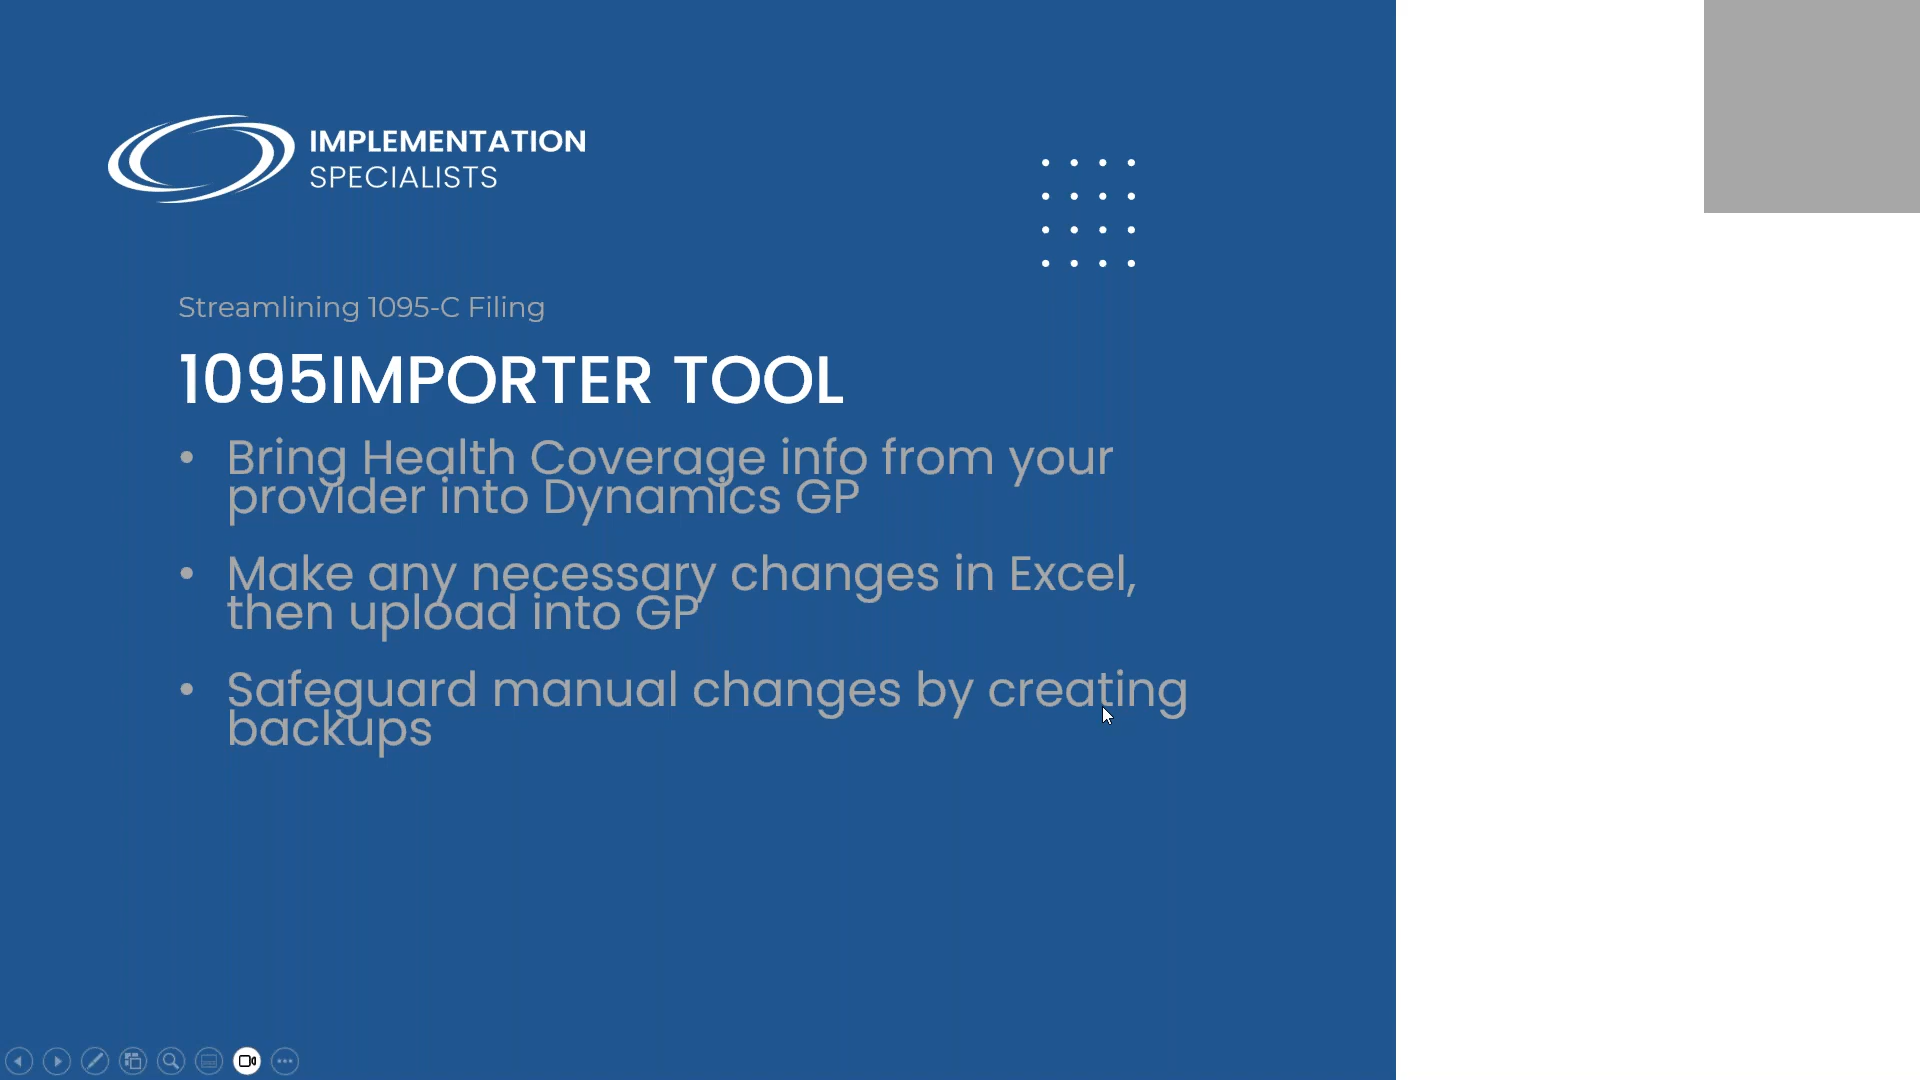 IMPLEMENTATION
SPECIALISTS
Streamlining 1095-C Filing
1095IMPORTER TOOL
• Bring Health Coverage info from your
provider into Dynamics GP
• Make any necessary changes in Excel,
then upload into GP
• Safeguard manual changes by creating
backups